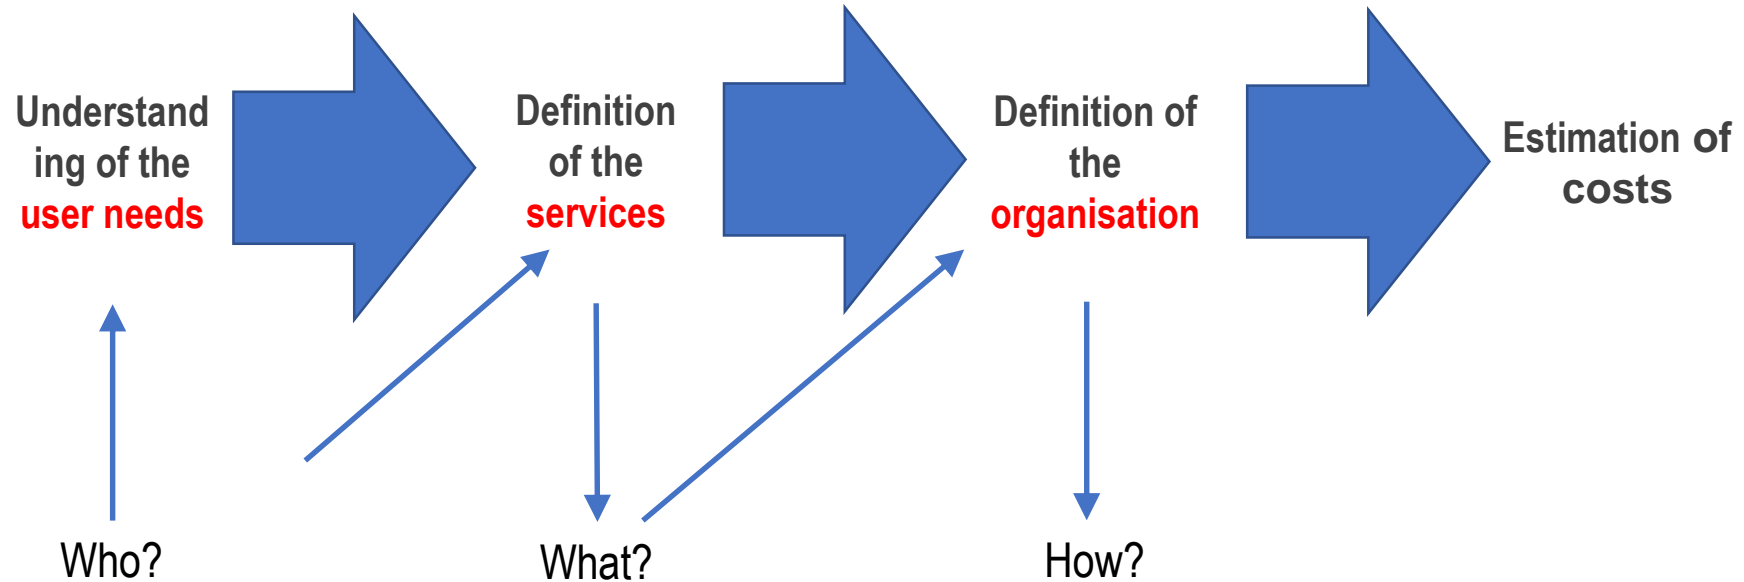 Understand
ing of the
user needs
Definition
of the
services
Definition of
the
organisation
Estimation of
costs
Who?
What?
How?